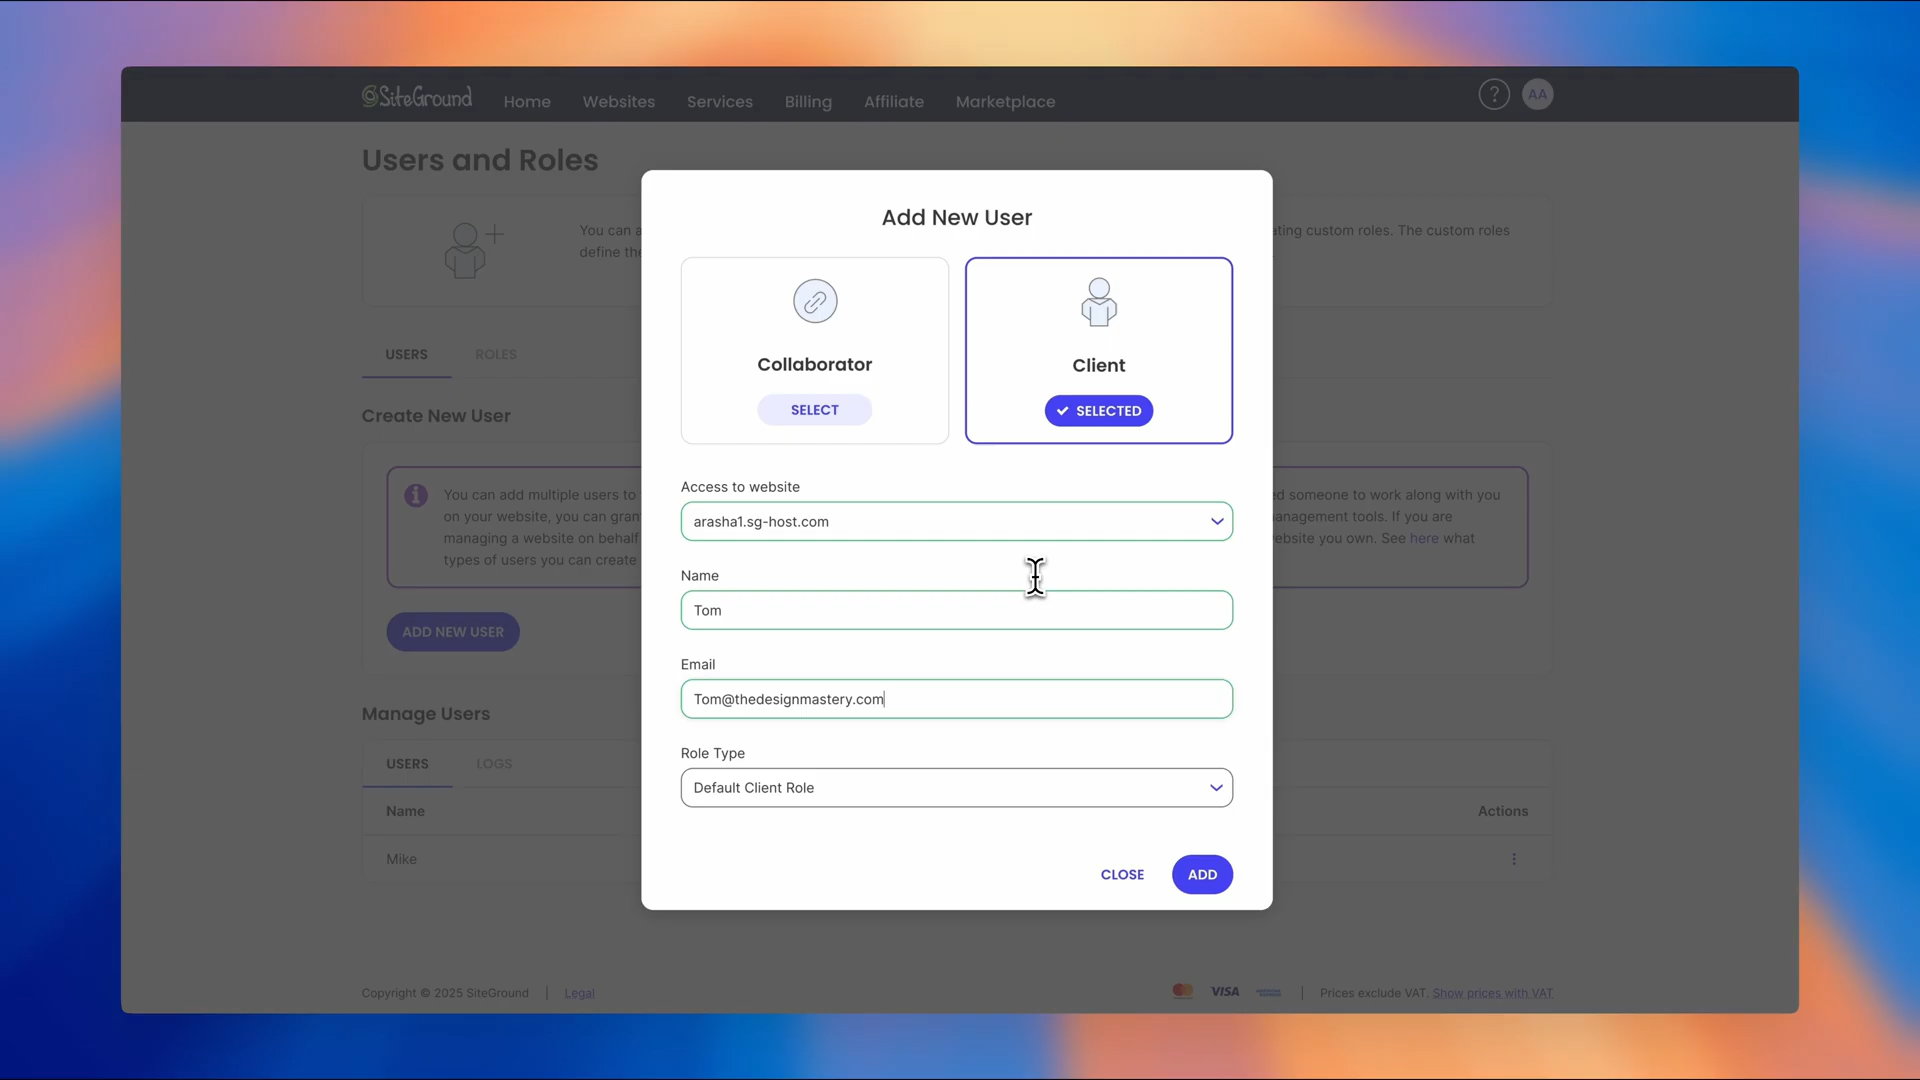 SiteGround
Home
Websites
Services
Billing
Affiliate
Marketplace
?
AA
Users and Roles
You can a
ating custom roles. The custom roles
define the
USERS
ROLES
Create New User
You can add multiple users to
ed someone to work along with you
on your website, you can gran
anagement tools. If you are
managing a website on behalf
ebsite you own. See here what
types of users you can create
ADD NEW USER
Manage Users
USERS
LOGS
Name
Actions
Mike
Add New User
Collaborator
SELECT
Client
SELECTED
Access to website
arasha1.sg-host.com
Name
Tom
Email
Tom@thedesignmastery.com
Role Type
Default Client Role
CLOSE
ADD
Copyright © 2025 SiteGround
Legal
VISA
Prices exclude VAT. Show prices with VAT